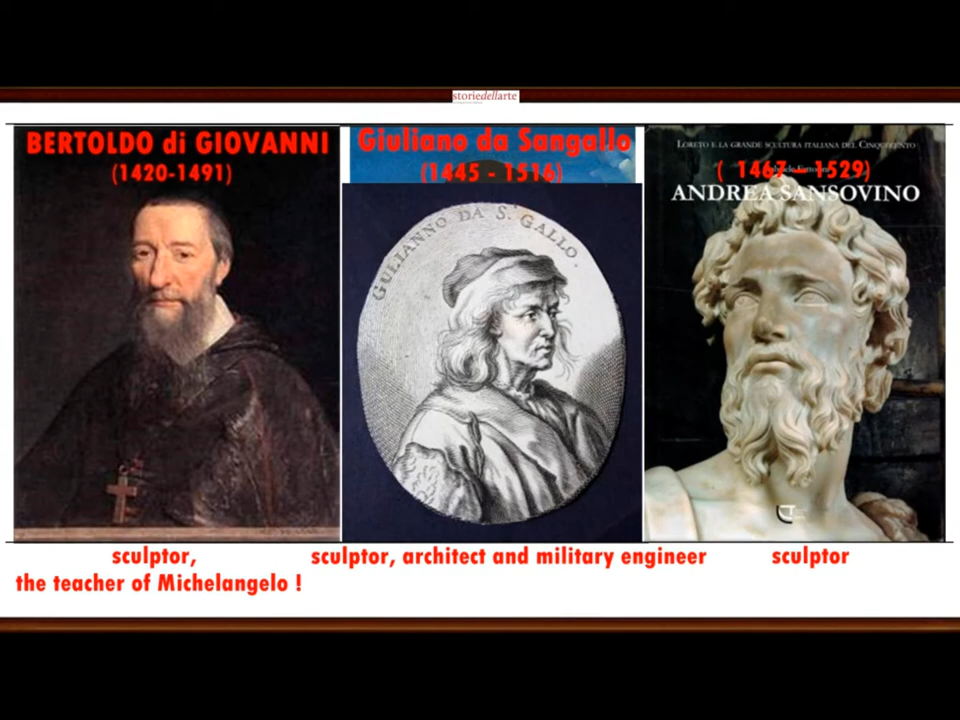 storiedellarte
BERTOLDO di GIOVANNI
(1420-1491)
Giuliano da Sangallo
(1445 - 1516)
GULIANNO DA S. GALLO.
LORETO E LA GRANDE SCULTURA ITALIANA DEL CINQUECENTO
( 1467 - 1529)
ANDREA SANSOVINO
sculptor,
the teacher of Michelangelo !
sculptor, architect and military engineer
sculptor